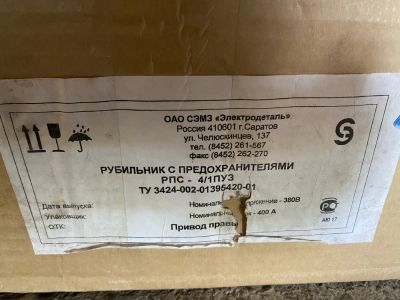 ОАО СЭМЗ «Электродеталь»
Россия 410601 г.Саратов
ул. Челюскинцев, 137
тел. (8452) 261-567
факс (8452) 262-270
РУБИЛЬНИК С ПРЕДОХРАНИТЕЛЯМИ
РПС - 4/1ПУЗ
ТУ 3424-002-01395420-01
Дата выпуска:
- 380В
Упаковщик:
- 400 А
ОТК:
Привод